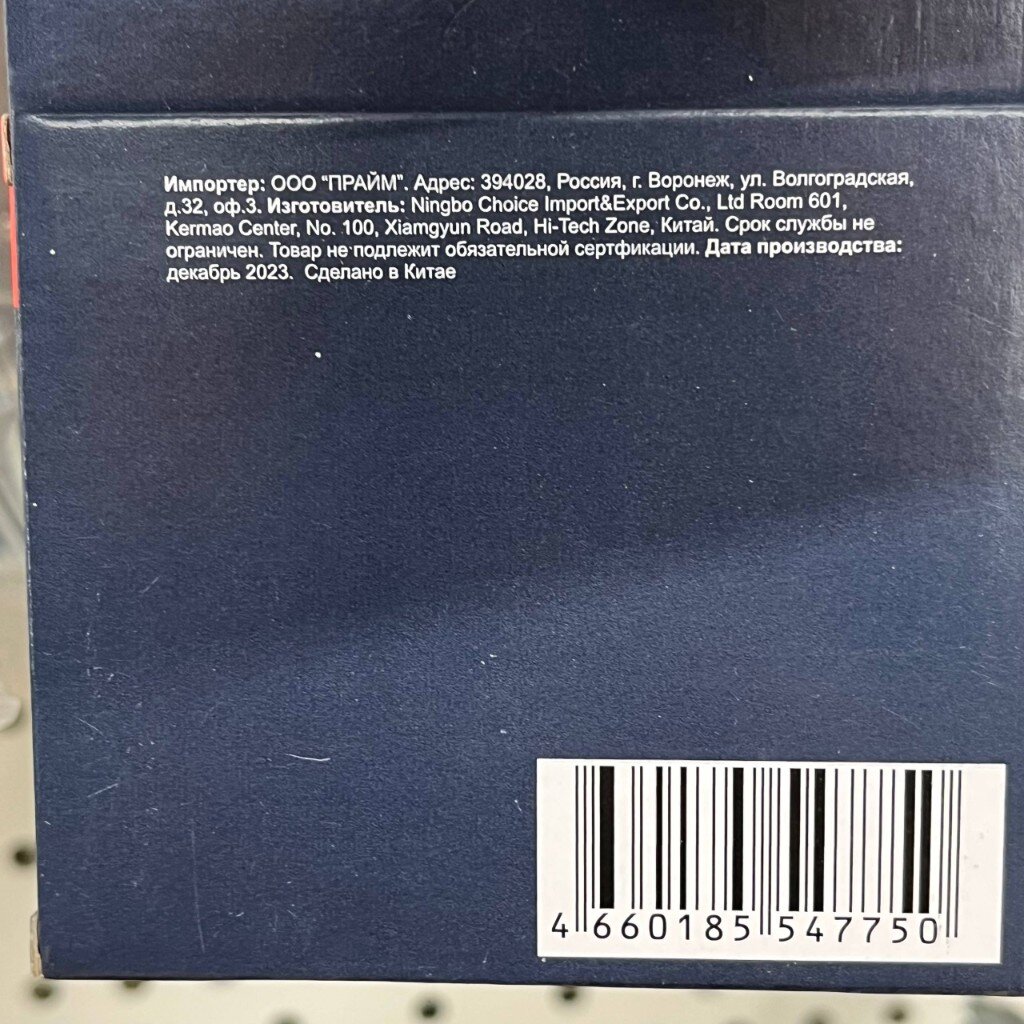 Импортер: ООО "ПРАЙМ". Адрес: 394028, Россия, г. Воронеж, ул. Волгоградская,
д.32, оф.3. Изготовитель: Ningbo Choice Import&Export Co., Ltd Room 601,
Kermao Center, No. 100, Xiamgyun Road, Hi-Tech Zone, Китай. Срок службы не
ограничен. Товар не подлежит обязательной сертфикации. Дата производства:
декабрь 2023. Сделано в Китае
4 660185 547750